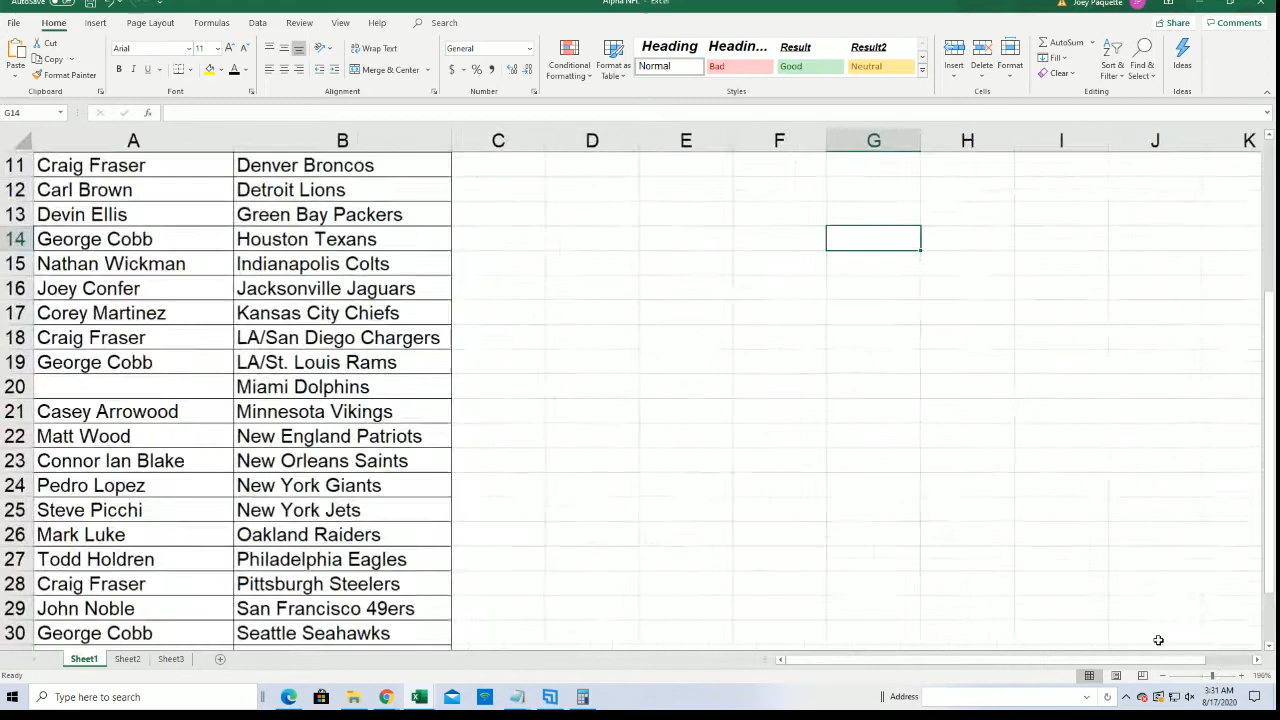 AutoSave
Alpha NFL - Excel
Joey Paquette
JP
File Home Insert Page Layout Formulas Data Review View Help Search Share Comments
Paste Cut Copy Format Painter Clipboard
Arial 11 B I U A Font
Wrap Text Merge & Center Alignment
General $ % , Number
Conditional Formatting Format as Table
Heading Headin... Result Result2
Normal Bad Good Neutral
Styles
Insert Delete Format Cells
AutoSum Fill Clear Sort & Filter Find & Select Editing
Ideas Ideas
G14 fx
A B C D E F G H I J K
11 Craig Fraser Denver Broncos
12 Carl Brown Detroit Lions
13 Devin Ellis Green Bay Packers
14 George Cobb Houston Texans
15 Nathan Wickman Indianapolis Colts
16 Joey Confer Jacksonville Jaguars
17 Corey Martinez Kansas City Chiefs
18 Craig Fraser LA/San Diego Chargers
19 George Cobb LA/St. Louis Rams
20 Miami Dolphins
21 Casey Arrowood Minnesota Vikings
22 Matt Wood New England Patriots
23 Connor Ian Blake New Orleans Saints
24 Pedro Lopez New York Giants
25 Steve Picchi New York Jets
26 Mark Luke Oakland Raiders
27 Todd Holdren Philadelphia Eagles
28 Craig Fraser Pittsburgh Steelers
29 John Noble San Francisco 49ers
30 George Cobb Seattle Seahawks
Sheet1 Sheet2 Sheet3
Ready 196%
Type here to search Address 3:31 AM
8/17/2020